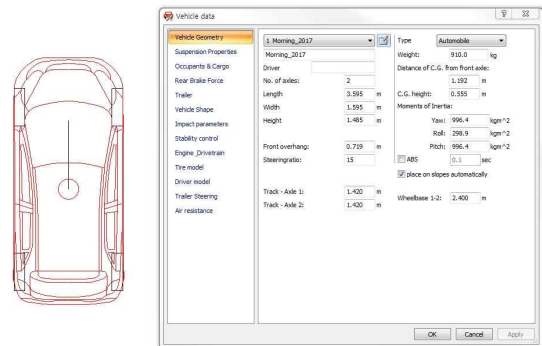 Vehicle data
Vehicle Geometry
Suspension Properties
Occupants & Cargo
Rear Brake Force
Trailer
Vehicle Shape
Impact parameters
Stability control
Engine_Drivetrain
Tire model
Driver model
Trailer Steering
Air resistance
1 Morning_2017
Morning_2017
Driver
No. of axles: 2
Length 3.595 m
Width 1.595 m
Height 1.485 m
Front overhang: 0.719 m
Steeringratio: 15
Track - Axle 1: 1.420 m
Track - Axle 2: 1.420 m
Type Automobile
Weight: 910.0 kg
Distance of C.G. from front axle:
1.192 m
C.G. height: 0.555 m
Moments of Inertia:
Yaw: 996.4 kgm^2
Roll: 298.9 kgm^2
Pitch: 996.4 kgm^2
ABS 0.1 sec
place on slopes automatically
Wheelbase 1-2: 2.400 m
OK Cancel Apply